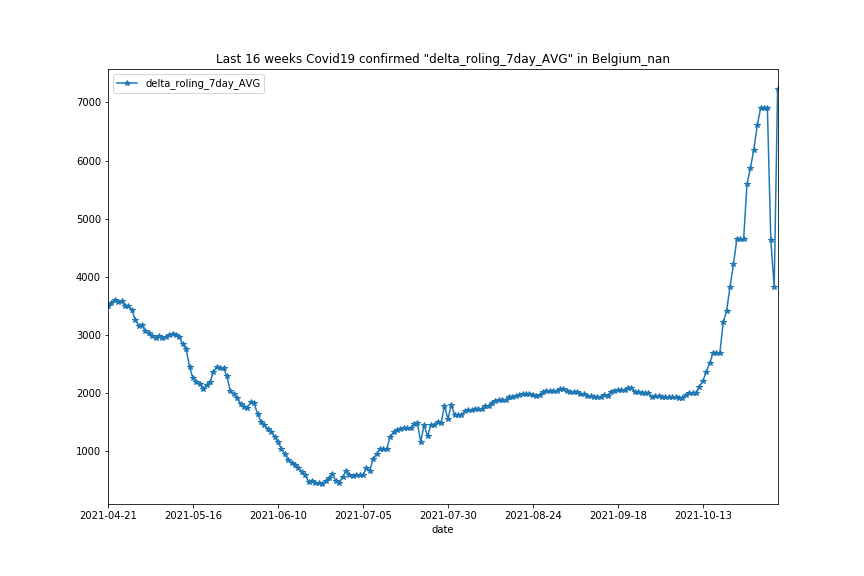 Last 16 weeks Covid19 confirmed "delta_roling_7day_AVG" in Belgium_nan
delta_roling_7day_AVG
7000
6000
5000
4000
3000
2000
1000
2021-04-21 2021-05-16 2021-06-10 2021-07-05 2021-07-30 2021-08-24 2021-09-18 2021-10-13
date